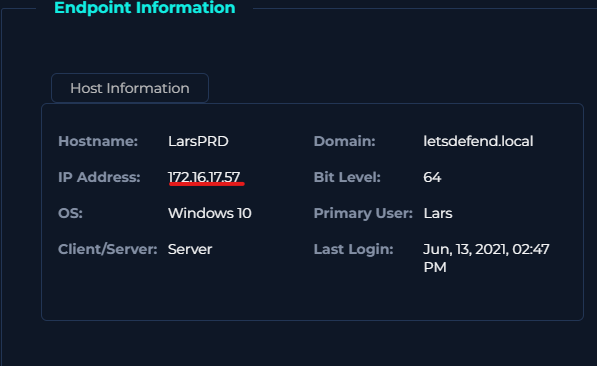 Endpoint Information
Host Information
Hostname: LarsPRD Domain: letsdefend.local
IP Address: 172.16.17.57 Bit Level: 64
OS: Windows 10 Primary User: Lars
Client/Server: Server Last Login: Jun, 13, 2021, 02:47
PM